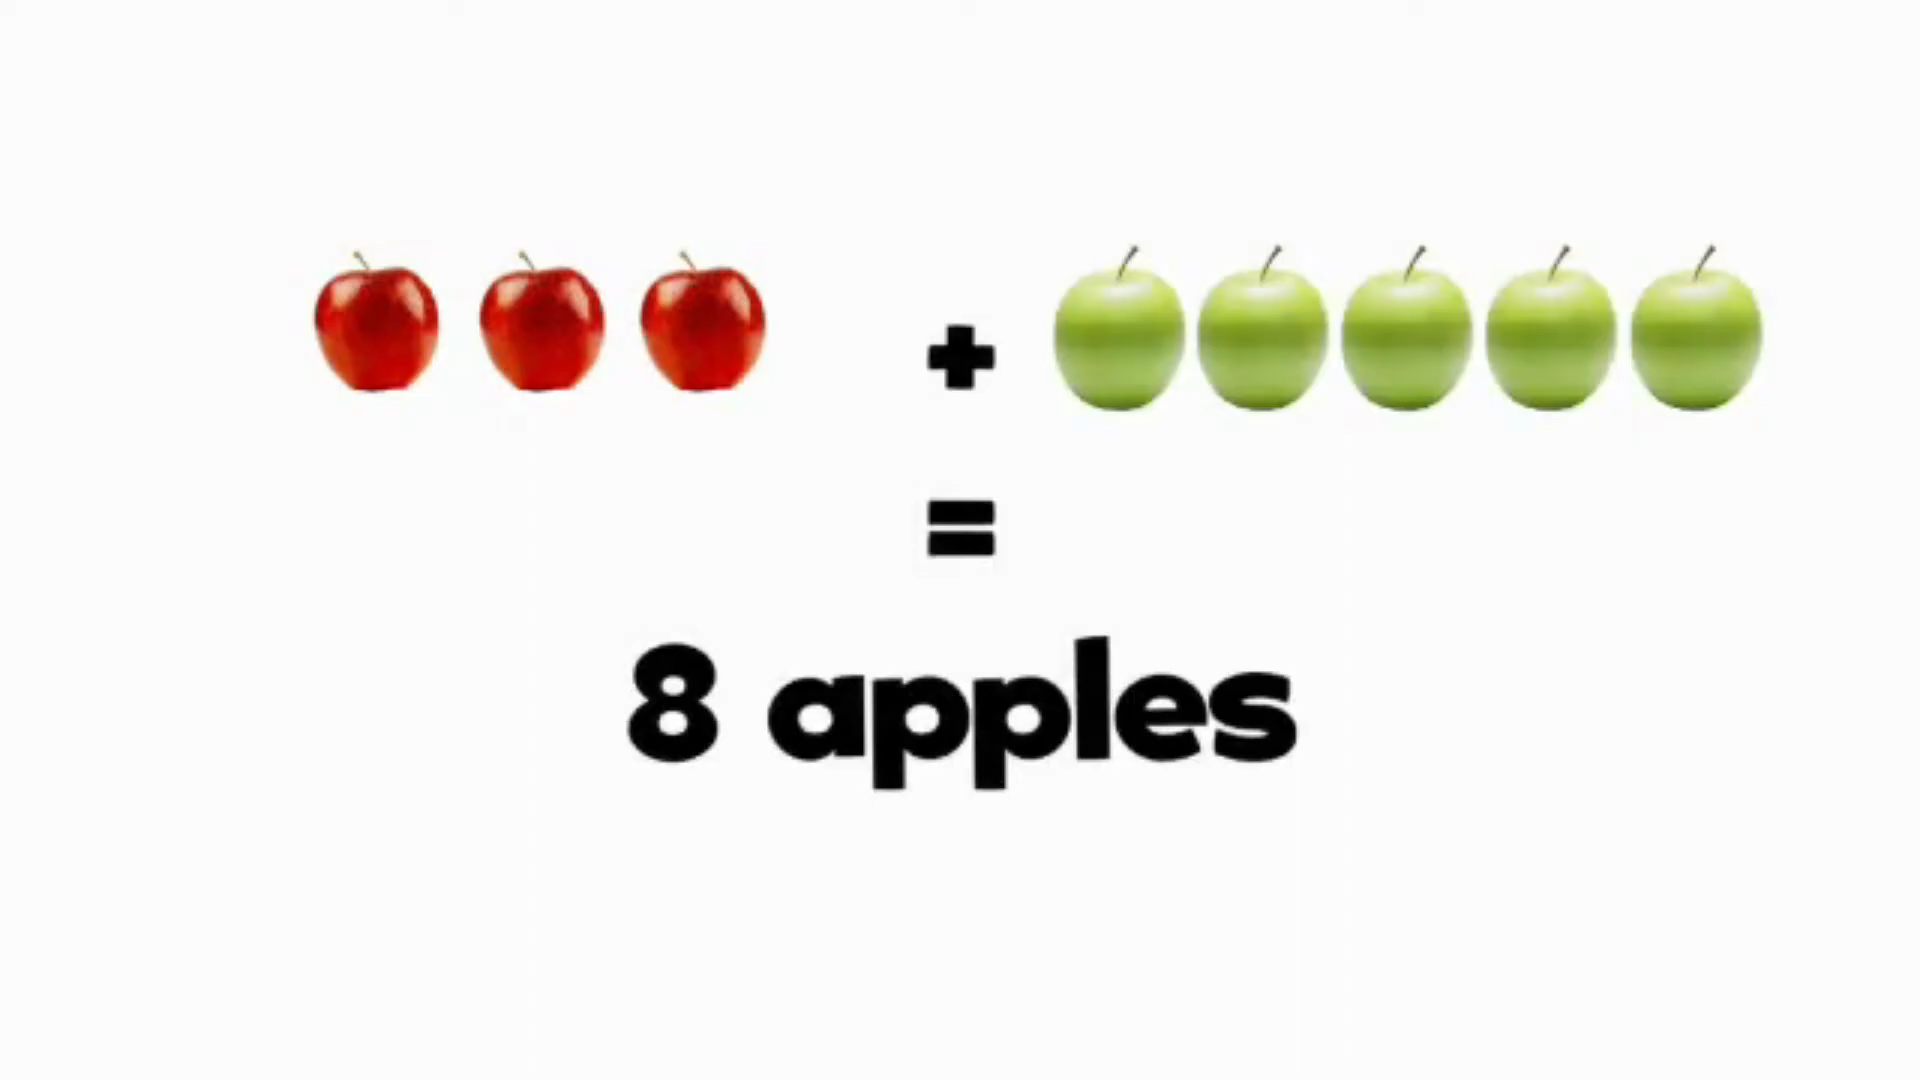 +
=
8 apples